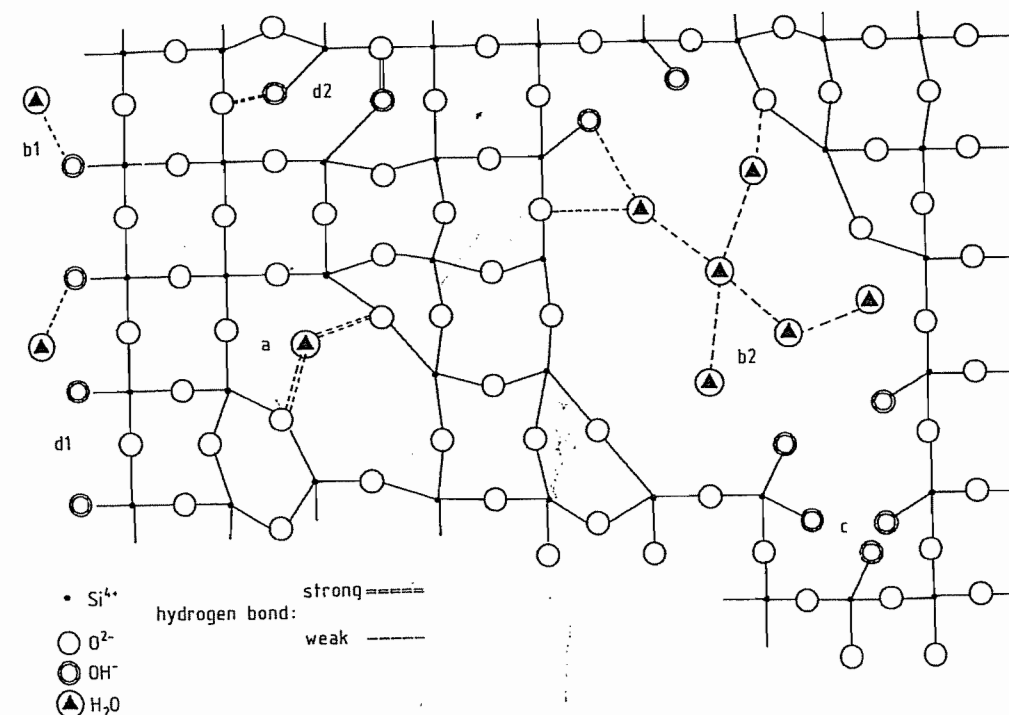 d2
b1
a
b2
d1
c
• Si⁴⁺
hydrogen bond:
strong =====
weak -----
O²⁻
OH⁻
H₂O